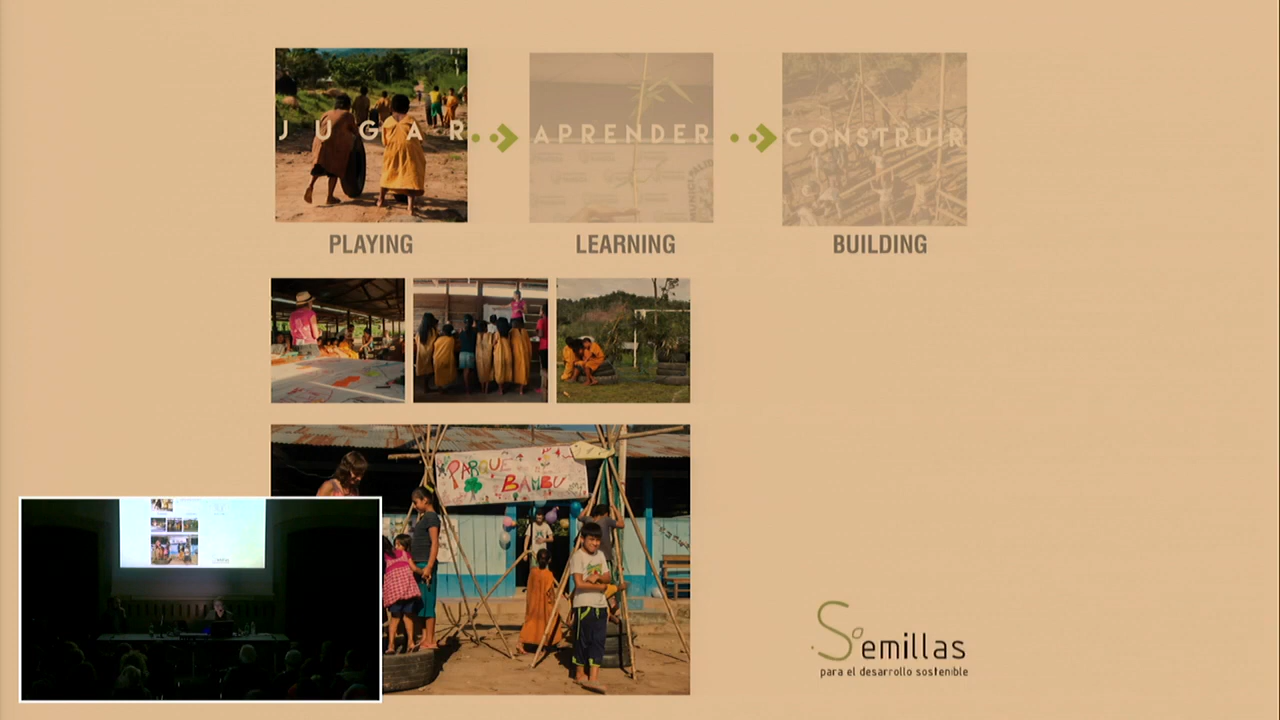 JUGAR
APRENDER
CONSTRUIR
PLAYING
LEARNING
BUILDING
PARQUE
BAMBU
Semillas
para el desarrollo sostenible